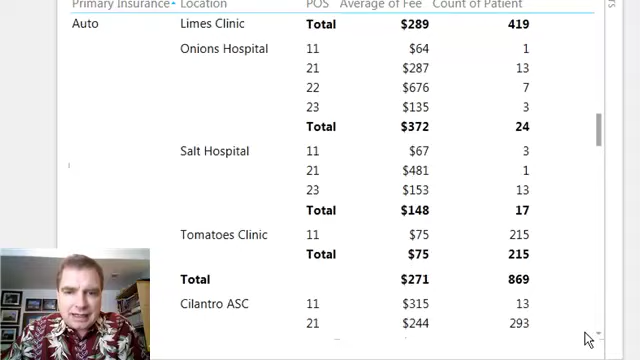 Primary Insurance Location POS Average of Fee Count of Patient
Auto Limes Clinic Total $289 419
Onions Hospital 11 $64 1
21 $287 13
22 $676 7
23 $135 3
Total $372 24
Salt Hospital 11 $67 3
21 $481 1
23 $153 13
Total $148 17
Tomatoes Clinic 11 $75 215
Total $75 215
Total $271 869
Cilantro ASC 11 $315 13
21 $244 293